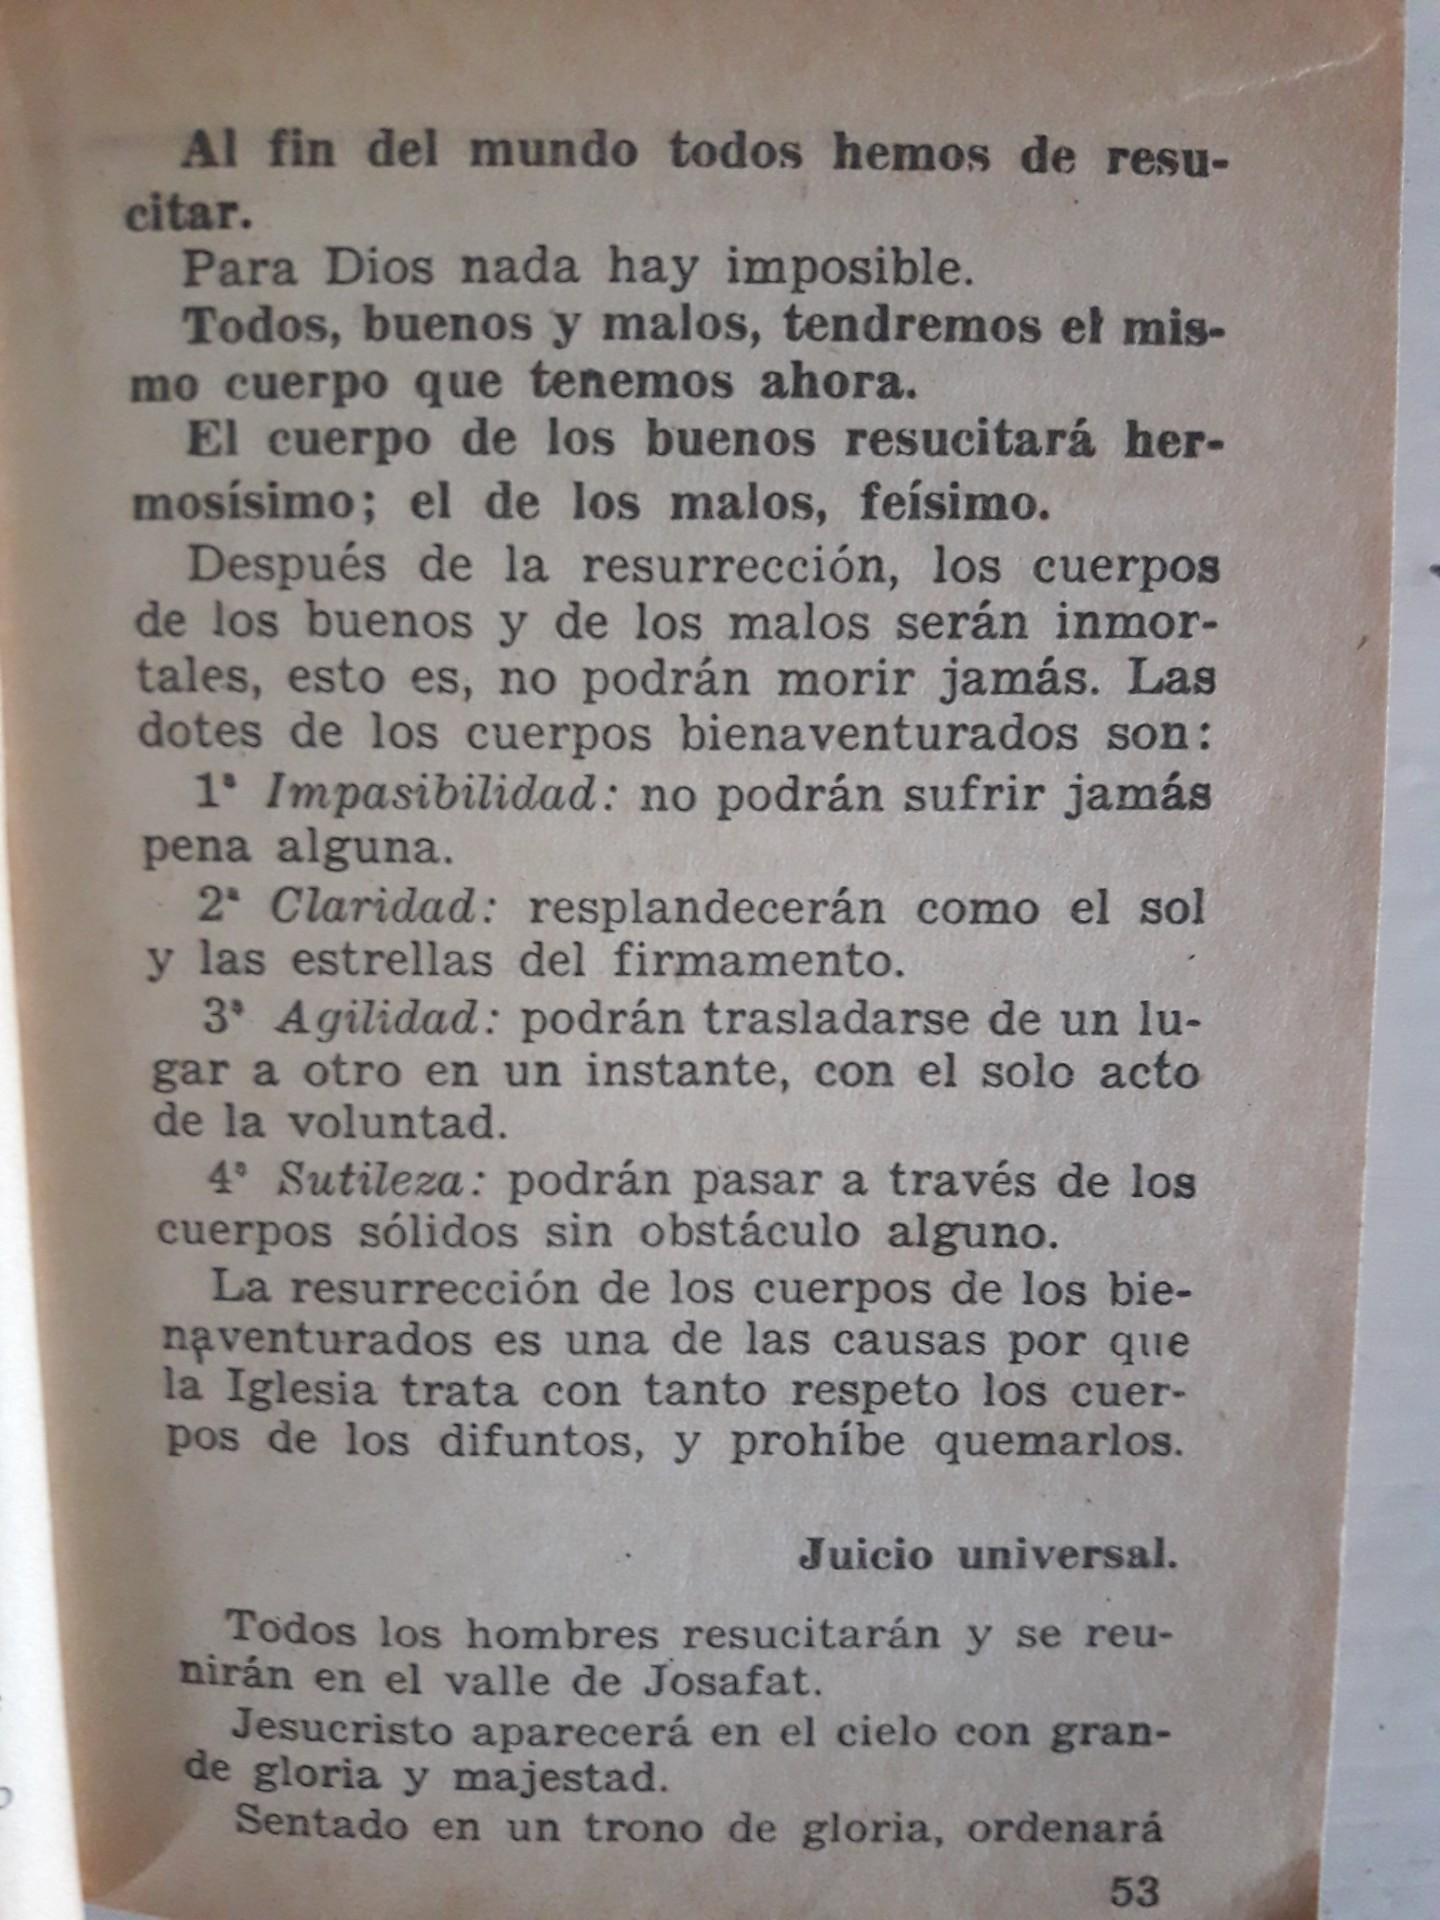 Al fin del mundo todos hemos de resu-
citar.
Para Dios nada hay imposible.
Todos, buenos y malos, tendremos el mis-
mo cuerpo que tenemos ahora.
El cuerpo de los buenos resucitará her-
mosísimo; el de los malos, feísimo.
Después de la resurrección, los cuerpos
de los buenos y de los malos serán inmor-
tales, esto es, no podrán morir jamás. Las
dotes de los cuerpos bienaventurados son:
1ª Impasibilidad: no podrán sufrir jamás
pena alguna.
2ª Claridad: resplandecerán como el sol
y las estrellas del firmamento.
3ª Agilidad: podrán trasladarse de un lu-
gar a otro en un instante, con el solo acto
de la voluntad.
4ª Sutileza: podrán pasar a través de los
cuerpos sólidos sin obstáculo alguno.
La resurrección de los cuerpos de los bie-
naventurados es una de las causas por que
la Iglesia trata con tanto respeto los cuer-
pos de los difuntos, y prohíbe quemarlos.
Juicio universal.
Todos los hombres resucitarán y se reu-
nirán en el valle de Josafat.
Jesucristo aparecerá en el cielo con gran-
de gloria y majestad.
Sentado en un trono de gloria, ordenará
53